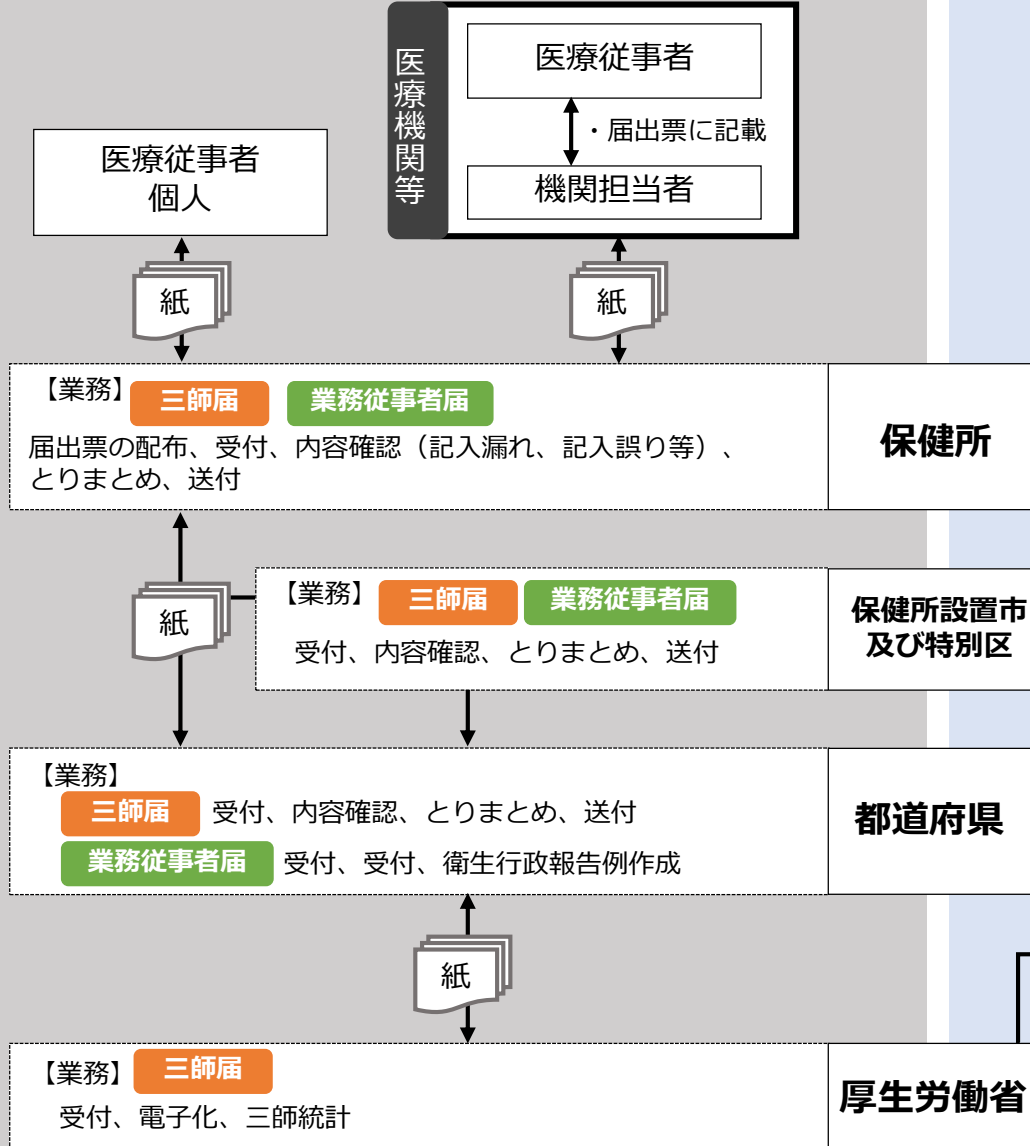 医療機関等
医療従事者
・届出票に記載
機関担当者
医療従事者
個人
紙
紙
【業務】 三師届 業務従事者届
届出票の配布、受付、内容確認（記入漏れ、記入誤り等）、
とりまとめ、送付
保健所
紙
【業務】 三師届 業務従事者届
受付、内容確認、とりまとめ、送付
保健所設置市
及び特別区
【業務】
三師届 受付、内容確認、とりまとめ、送付
業務従事者届 受付、受付、衛生行政報告例作成
都道府県
紙
【業務】 三師届
受付、電子化、三師統計
厚生労働省